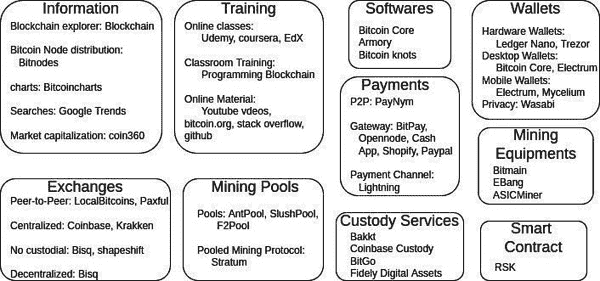 Information
Blockchain explorer: Blockchain
Bitcoin Node distribution:
Bitnodes
charts: Bitcoincharts
Searches: Google Trends
Market capitalization: coin360
Training
Online classes:
Udemy, coursera, EdX
Classroom Training:
Programming Blockchain
Online Material:
Youtube vdeos,
bitcoin.org, stack overflow,
github
Softwares
Bitcoin Core
Armory
Bitcoin knots
Wallets
Hardware Wallets:
Ledger Nano, Trezor
Desktop Wallets:
Bitcoin Core, Electrum
Mobile Wallets:
Electrum, Mycelium
Privacy: Wasabi
Payments
P2P: PayNym
Gateway: BitPay,
Opennode, Cash
App, Shopify, Paypal
Payment Channel:
Lightning
Mining
Equipments
Bitmain
EBang
ASICMiner
Exchanges
Peer-to-Peer: LocalBitcoins, Paxful
Centralized: Coinbase, Krakken
No custodial: Bisq, shapeshift
Decentralized: Bisq
Mining Pools
Pools: AntPool, SlushPool,
F2Pool
Pooled Mining Protocol:
Stratum
Custody Services
Bakkt
Coinbase Custody
BitGo
Fidely Digital Assets
Smart
Contract
RSK